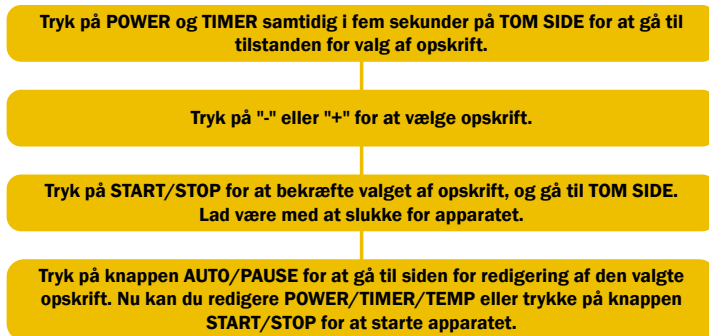 Tryk på POWER og TIMER samtidig i fem sekunder på TOM SIDE for at gå til
tilstanden for valg af opskrift.
Tryk på "-" eller "+" for at vælge opskrift.
Tryk på START/STOP for at bekræfte valget af opskrift, og gå til TOM SIDE.
Lad være med at slukke for apparatet.
Tryk på knappen AUTO/PAUSE for at gå til siden for redigering af den valgte
opskrift. Nu kan du redigere POWER/TIMER/TEMP eller trykke på knappen
START/STOP for at starte apparatet.